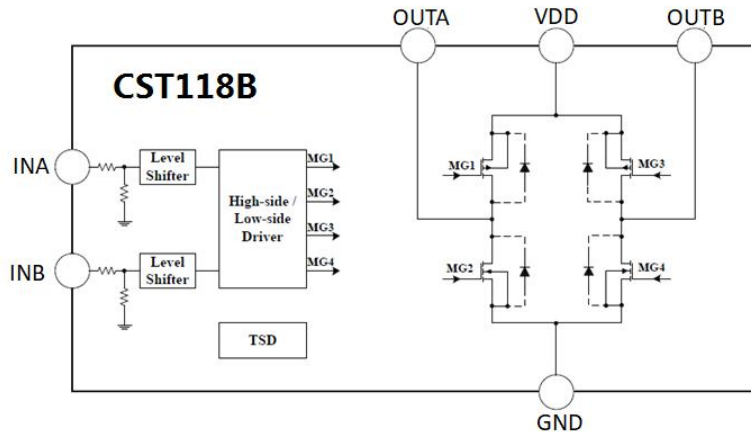 OUTA
VDD
OUTB
CST118B
INA
Level
Shifter
High-side /
Low-side
Driver
MG1
MG2
MG3
MG4
INB
Level
Shifter
TSD
MG1
MG3
MG2
MG4
GND